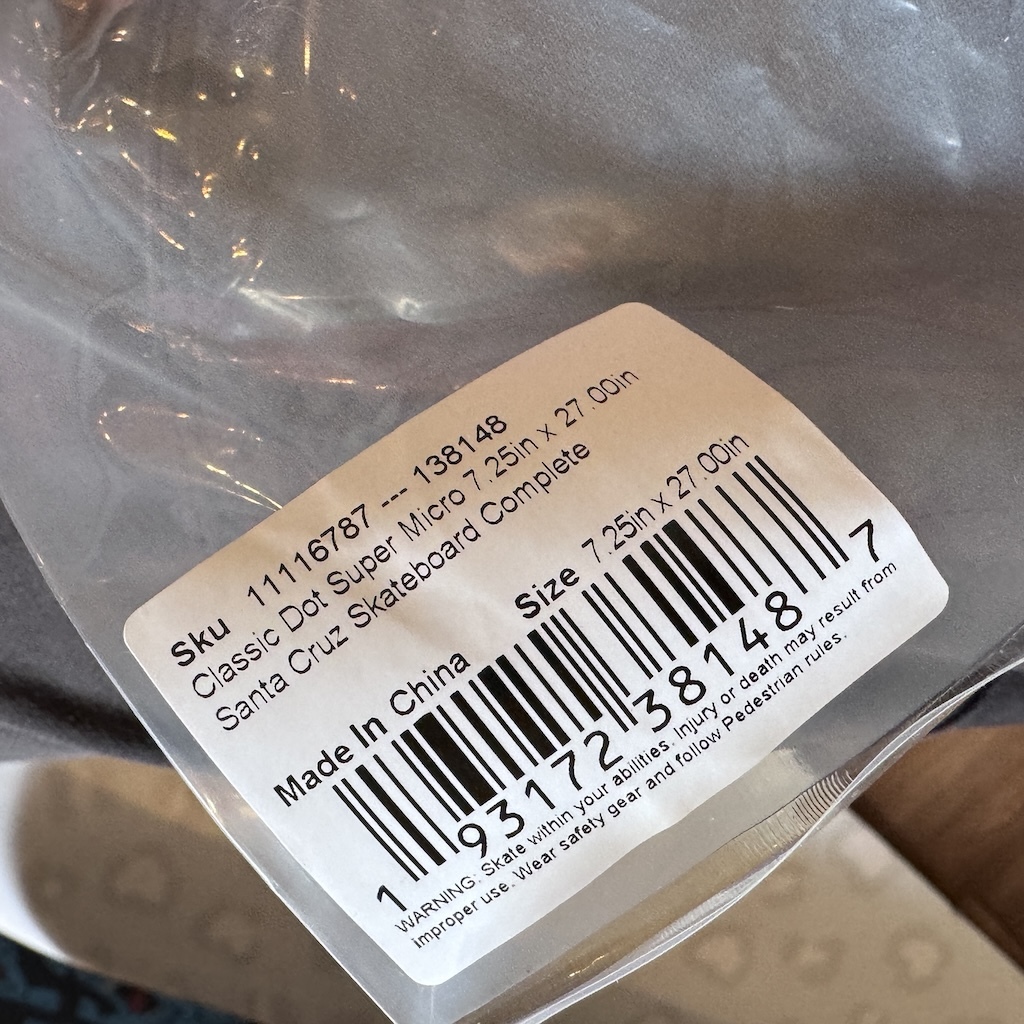 Sku 11116787 --- 138148
Classic Dot Super Micro 7.25in x 27.00in
Santa Cruz Skateboard Complete
Made In China Size 7.25in x 27.00in
1 93172 38148 7
WARNING: Skate within your abilities. Injury or death may result from
improper use. Wear safety gear and follow Pedestrian rules.